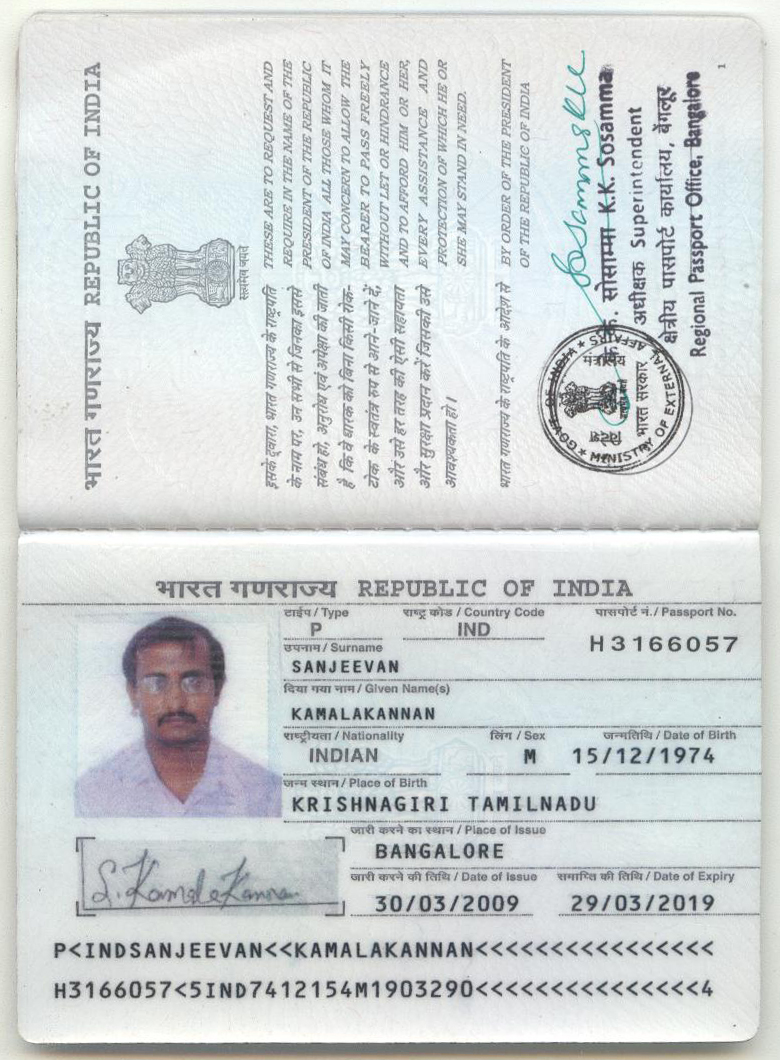 भारत गणराज्य REPUBLIC OF INDIA
सत्यमेव जयते
इसके द्वारा, भारत गणराज्य के राष्ट्रपति
के नाम पर, उन सभी से जिनका इससे
संबंध हो, अनुरोध एवं अपेक्षा की जाती
है कि वे धारक को बिना किसी रोक-
टोक के स्वतंत्र रूप से आने-जाने दें,
और उसे हर तरह की ऐसी सहायता
और सुरक्षा प्रदान करें जिसकी उसे
आवश्यकता हो।
THESE ARE TO REQUEST AND
REQUIRE IN THE NAME OF THE
PRESIDENT OF THE REPUBLIC
OF INDIA ALL THOSE WHOM IT
MAY CONCERN TO ALLOW THE
BEARER TO PASS FREELY
WITHOUT LET OR HINDRANCE
AND TO AFFORD HIM OR HER,
EVERY ASSISTANCE AND
PROTECTION OF WHICH HE OR
SHE MAY STAND IN NEED.
भारत गणराज्य के राष्ट्रपति के आदेश से
BY ORDER OF THE PRESIDENT
OF THE REPUBLIC OF INDIA
GOVT. OF INDIA
MINISTRY OF EXTERNAL AFFAIRS
विदेश मंत्रालय
भारत सरकार
के. के. सोसाम्मा K.K. Sosamma
अधीक्षक Superintendent
क्षेत्रीय पासपोर्ट कार्यालय, बेंगलूर
Regional Passport Office, Bangalore
1
भारत गणराज्य REPUBLIC OF INDIA
टाईप / Type राष्ट्र कोड / Country Code पासपोर्ट नं. / Passport No.
P IND H3166057
उपनाम / Surname
SANJEEVAN
दिया गया नाम / Given Name(s)
KAMALAKANNAN
राष्ट्रीयता / Nationality लिंग / Sex जन्मतिथि / Date of Birth
INDIAN M 15/12/1974
जन्म स्थान / Place of Birth
KRISHNAGIRI TAMILNADU
जारी करने का स्थान / Place of Issue
BANGALORE
जारी करने की तिथि / Date of Issue समाप्ति की तिथि / Date of Expiry
30/03/2009 29/03/2019
S. Kamalakannan
P<INDSANJEEVAN<<KAMALAKANNAN<<<<<<<<<<<<<<<<
H3166057<5IND7412154M1903290<<<<<<<<<<<<<<<4